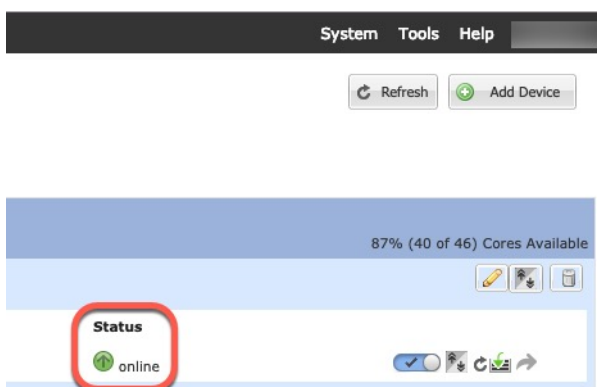 System Tools Help
Refresh Add Device
87% (40 of 46) Cores Available
Status
online